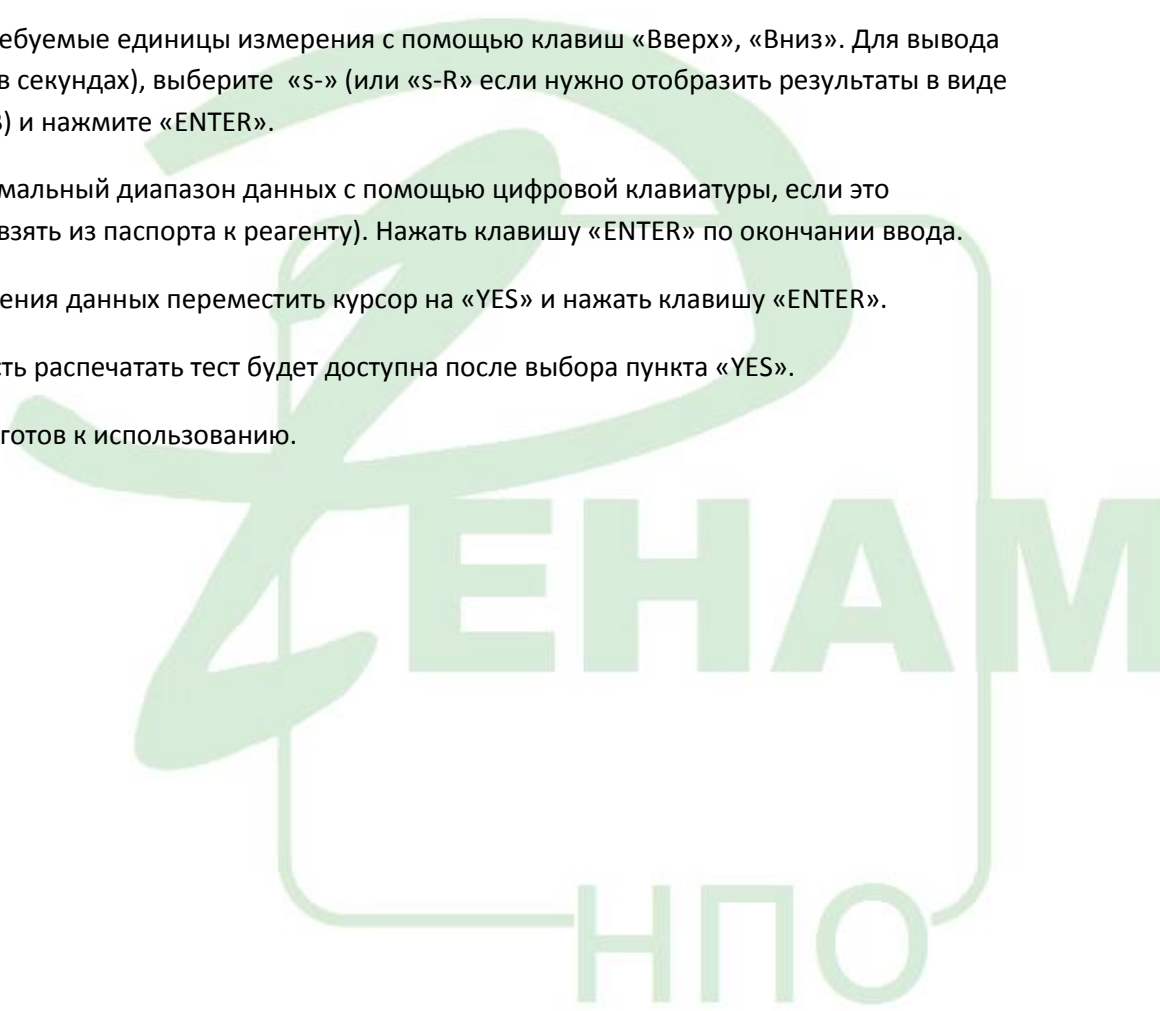 ебуемые единицы измерения с помощью клавиш «Вверх», «Вниз». Для вывода
в секундах), выберите «s-» (или «s-R» если нужно отобразить результаты в виде
) и нажмите «ENTER».
мальный диапазон данных с помощью цифровой клавиатуры, если это
взять из паспорта к реагенту). Нажать клавишу «ENTER» по окончании ввода.
ения данных переместить курсор на «YES» и нажать клавишу «ENTER».
сть распечатать тест будет доступна после выбора пункта «YES».
готов к использованию.
РЕНАМ
НПО